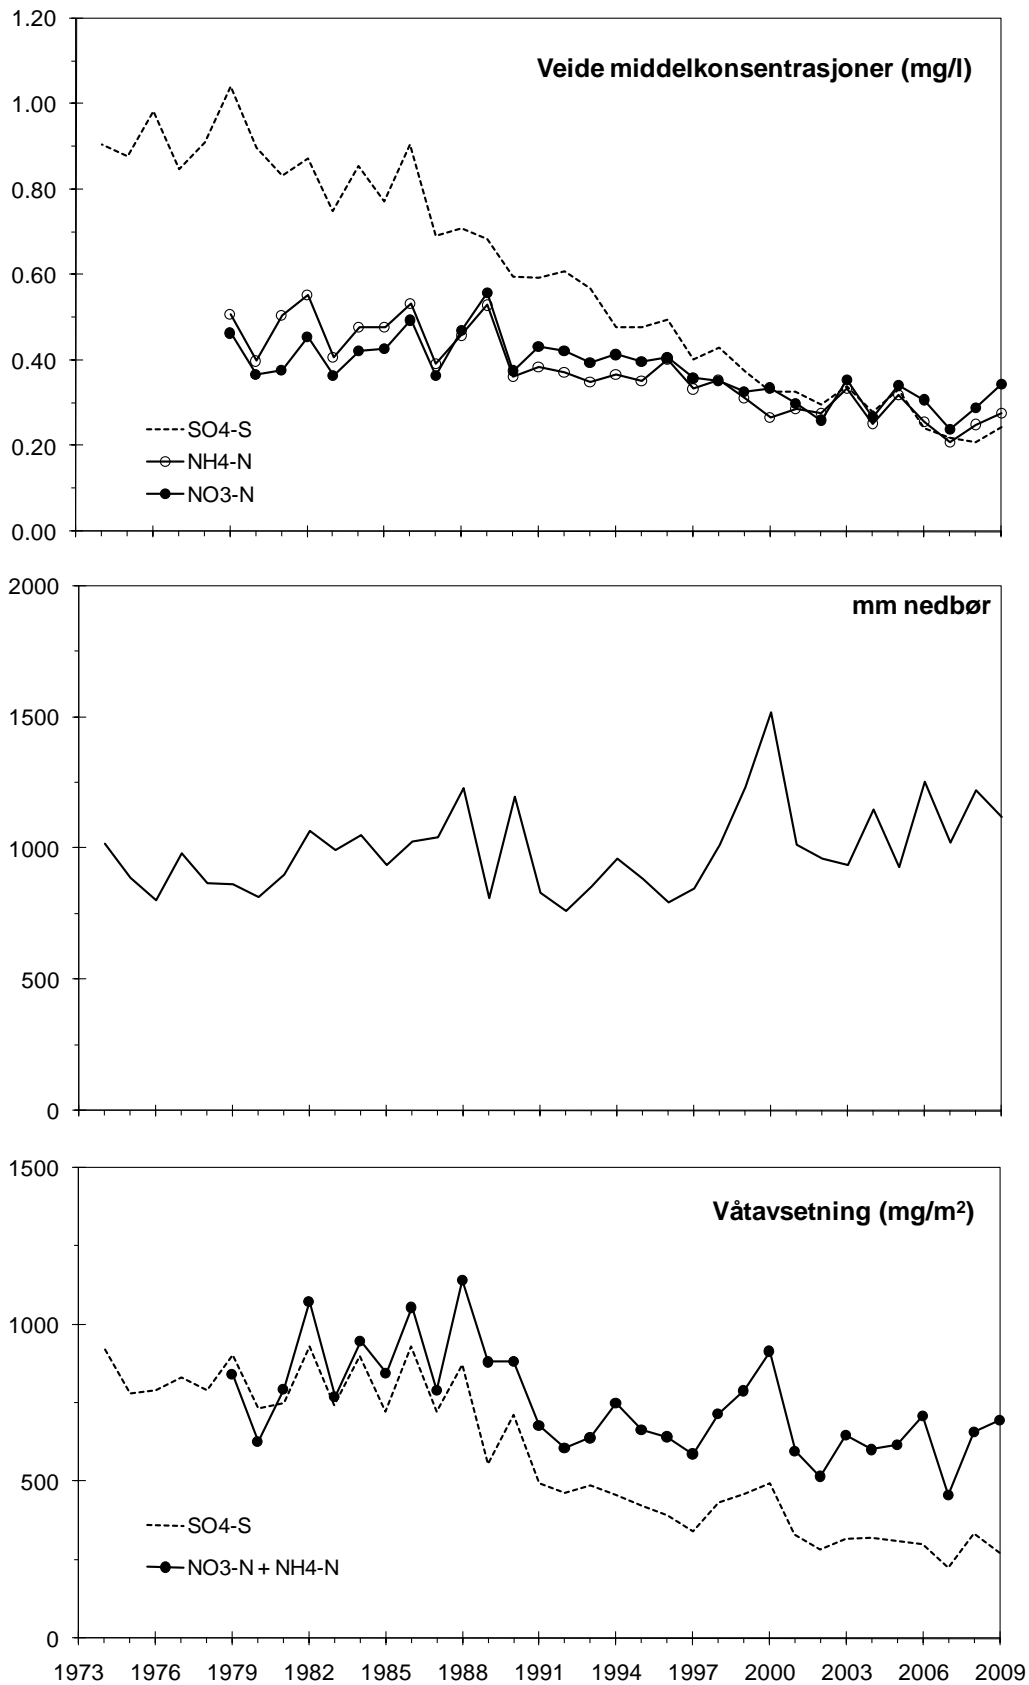 Veide middelkonsentrasjoner (mg/l)
1.20
1.00
0.80
0.60
0.40
0.20
0.00
SO4-S
NH4-N
NO3-N
mm nedbør
2000
1500
1000
500
0
Våtavsetning (mg/m²)
1500
1000
500
0
SO4-S
NO3-N + NH4-N
1973 1976 1979 1982 1985 1988 1991 1994 1997 2000 2003 2006 2009